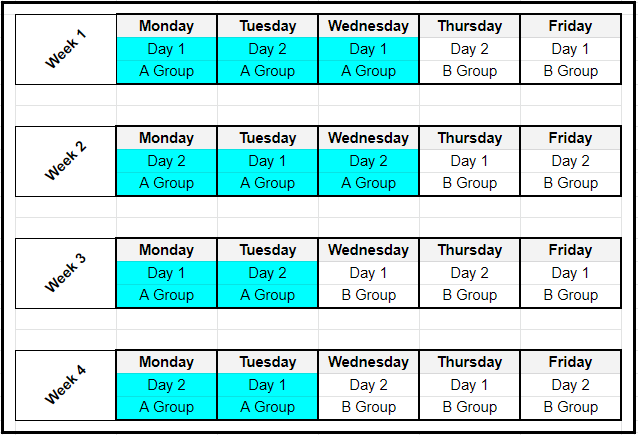 Week 1
Monday Tuesday Wednesday Thursday Friday
Day 1 Day 2 Day 1 Day 2 Day 1
A Group A Group A Group B Group B Group
Week 2
Monday Tuesday Wednesday Thursday Friday
Day 2 Day 1 Day 2 Day 1 Day 2
A Group A Group A Group B Group B Group
Week 3
Monday Tuesday Wednesday Thursday Friday
Day 1 Day 2 Day 1 Day 2 Day 1
A Group A Group B Group B Group B Group
Week 4
Monday Tuesday Wednesday Thursday Friday
Day 2 Day 1 Day 2 Day 1 Day 2
A Group A Group B Group B Group B Group